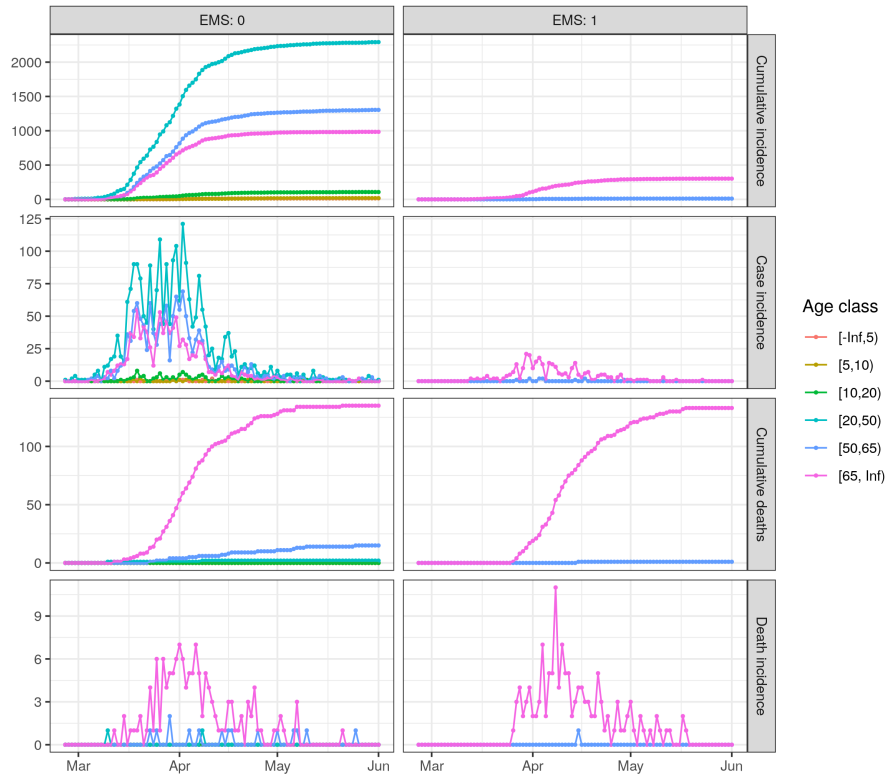 EMS: 0
EMS: 1
2000
1500
1000
500
0
Cumulative incidence
125
100
75
50
25
0
Case incidence
100
50
0
Cumulative deaths
9
6
3
0
Death incidence
Mar
Apr
May
Jun
Mar
Apr
May
Jun
Age class
[-Inf,5)
[5,10)
[10,20)
[20,50)
[50,65)
[65, Inf)